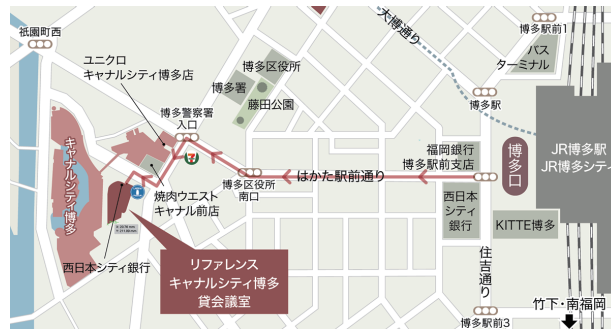 祇園町西
大博通り
博多駅前1
バス
ターミナル
ユニクロ
キャナルシティ博多店
博多区役所
博多署
藤田公園
博多駅
博多警察署
入口
7
福岡銀行
博多駅前支店
博多口
JR博多駅
JR博多シティ
キャナルシティ博多
はかた駅前通り
博多区役所
南口
焼肉ウエスト
キャナル前店
西日本
シティ
銀行
KITTE博多
西日本シティ銀行
リファレンス
キャナルシティ博多
貸会議室
住吉通り
竹下・南福岡
博多駅前3